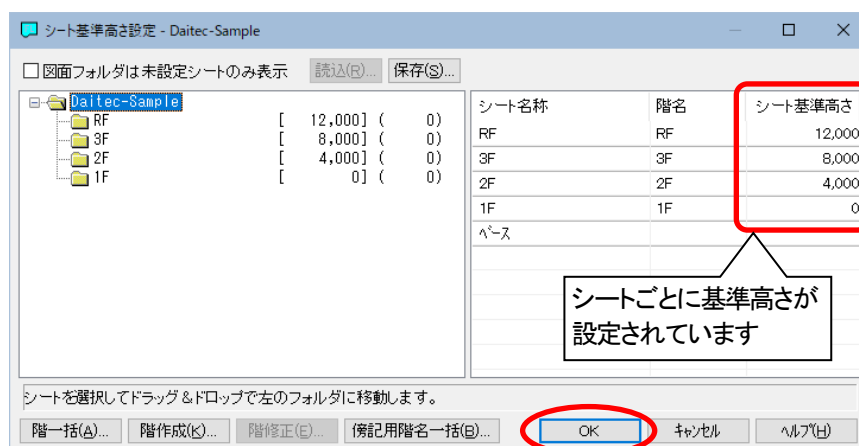 シート基準高さ設定 - Daitec-Sample
図面フォルダは未設定シートのみ表示 読込(R)... 保存(S)...
Daitec-Sample
RF [ 12,000] ( 0)
3F [ 8,000] ( 0)
2F [ 4,000] ( 0)
1F [ 0] ( 0)
シート名称 階名 シート基準高さ
RF RF 12,000
3F 3F 8,000
2F 2F 4,000
1F 1F 0
ﾍﾞｰｽ
シートごとに基準高さが
設定されています
シートを選択してドラッグ＆ドロップで左のフォルダに移動します。
階一括(A)... 階作成(K)... 階修正(E)... 傍記用階名一括(B)... OK ｷｬﾝｾﾙ ﾍﾙﾌﾟ(H)